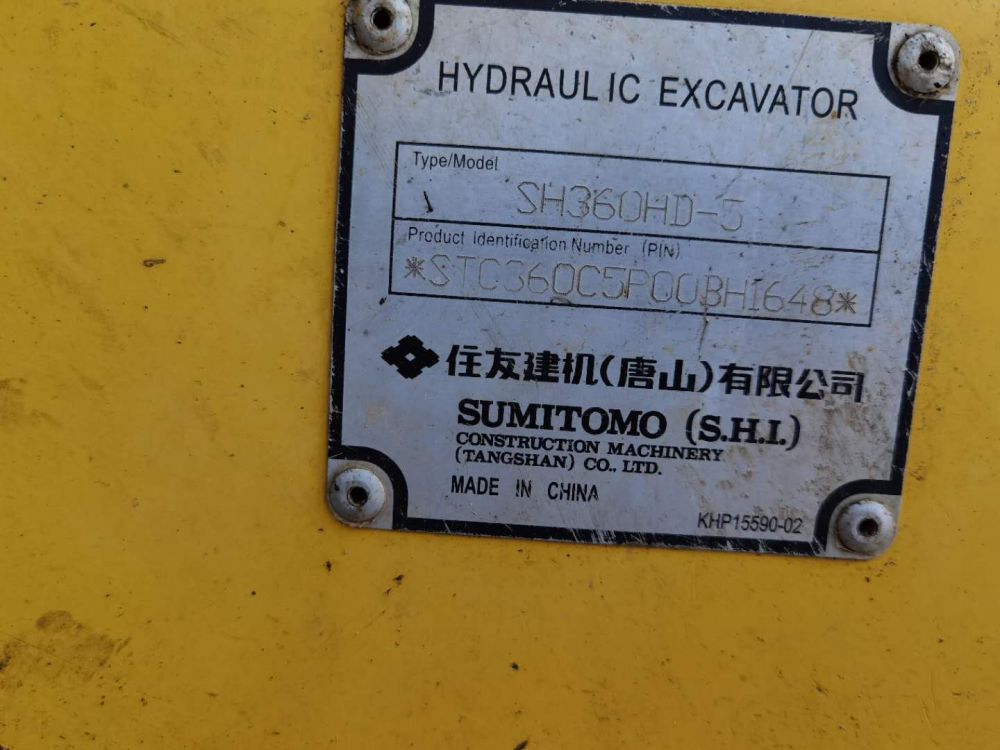 HYDRAULIC EXCAVATOR
Type/Model
SH360HD-5
Product Identification Number (PIN)
*STC360C5P00BH1648*
住友建机(唐山)有限公司
SUMITOMO (S.H.I.)
CONSTRUCTION MACHINERY
(TANGSHAN) CO., LTD.
MADE IN CHINA
KHP15590-02